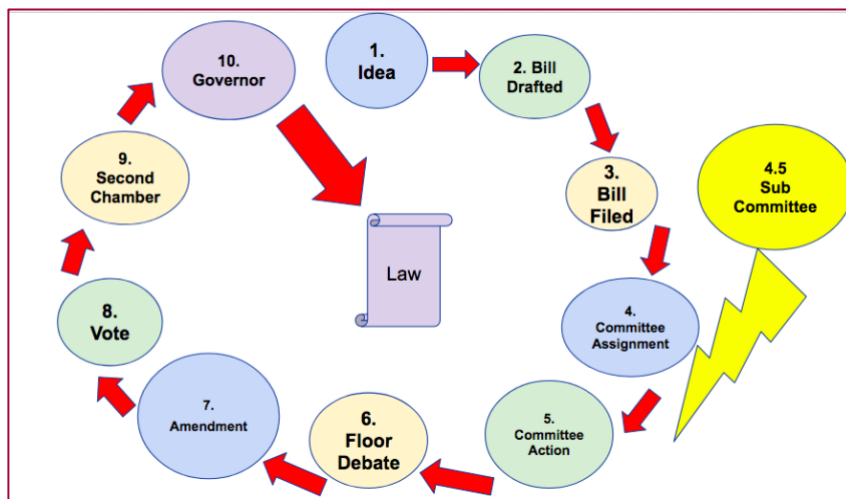 1.
Idea
2. Bill
Drafted
3.
Bill
Filed
4.
Committee
Assignment
4.5
Sub
Committee
5.
Committee
Action
6.
Floor
Debate
7.
Amendment
8.
Vote
9.
Second
Chamber
10.
Governor
Law